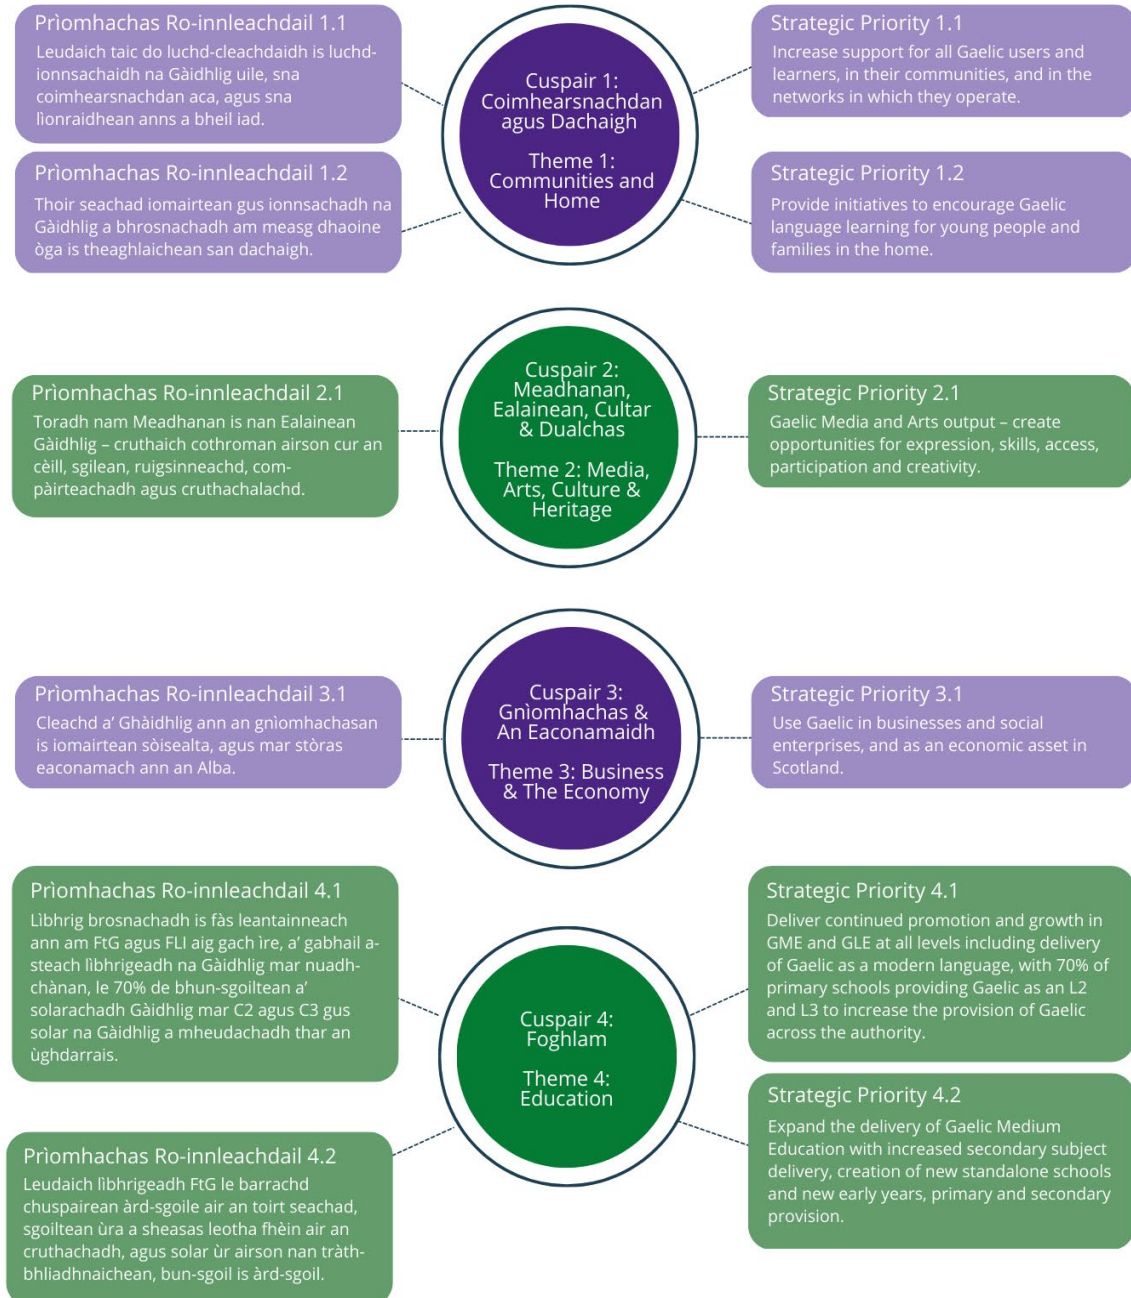 Prìomhachas Ro-innleachdail 1.1
Leudaich taic do luchd-cleachdaidh is luchd-
ionnsachaidh na Gàidhlig uile, sna
coimhearsnachdan aca, agus sna
lìonraidhean anns a bheil iad.
Prìomhachas Ro-innleachdail 1.2
Thoir seachad iomairtean gus ionnsachadh na
Gàidhlig a bhrosnachadh am measg dhaoine
òga is theaghlaichean san dachaigh.
Cuspair 1:
Coimhearsnachdan
agus Dachaigh
Theme 1:
Communities and
Home
Strategic Priority 1.1
Increase support for all Gaelic users and
learners, in their communities, and in the
networks in which they operate.
Strategic Priority 1.2
Provide initiatives to encourage Gaelic
language learning for young people and
families in the home.
Prìomhachas Ro-innleachdail 2.1
Toradh nam Meadhanan is nan Ealainean
Gàidhlig – cruthaich cothroman airson cur an
cèill, sgilean, ruigsinneachd, com-
pàirteachadh agus cruthachalachd.
Cuspair 2:
Meadhanan,
Ealainean, Cultar
& Dualchas
Theme 2: Media,
Arts, Culture &
Heritage
Strategic Priority 2.1
Gaelic Media and Arts output – create
opportunities for expression, skills, access,
participation and creativity.
Prìomhachas Ro-innleachdail 3.1
Cleachd a’ Ghàidhlig ann an gnìomhachasan
is iomairtean sòisealta, agus mar stòras
eaconamach ann an Alba.
Cuspair 3:
Gnìomhachas &
An Eaconamaidh
Theme 3: Business
& The Economy
Strategic Priority 3.1
Use Gaelic in businesses and social
enterprises, and as an economic asset in
Scotland.
Prìomhachas Ro-innleachdail 4.1
Lìbhrig brosnachadh is fàs leantainneach
ann am FtG agus FLI aig gach ìre, a’ gabhail a-
steach lìbhrigeadh na Gàidhlig mar nuadh-
chànan, le 70% de bhun-sgoiltean a’
solarachadh Gàidhlig mar C2 agus C3 gus
solar na Gàidhlig a mheudachadh thar an
ùghdarrais.
Prìomhachas Ro-innleachdail 4.2
Leudaich lìbhrigeadh FtG le barrachd
chuspairean àrd-sgoile air an toirt seachad,
sgoiltean ùra a sheasas leotha fhèin air an
cruthachadh, agus solar ùr airson nan tràth-
bhliadhnaichean, bun-sgoil is àrd-sgoil.
Cuspair 4:
Foghlam
Theme 4:
Education
Strategic Priority 4.1
Deliver continued promotion and growth in
GME and GLE at all levels including delivery
of Gaelic as a modern language, with 70% of
primary schools providing Gaelic as an L2
and L3 to increase the provision of Gaelic
across the authority.
Strategic Priority 4.2
Expand the delivery of Gaelic Medium
Education with increased secondary subject
delivery, creation of new standalone schools
and new early years, primary and secondary
provision.